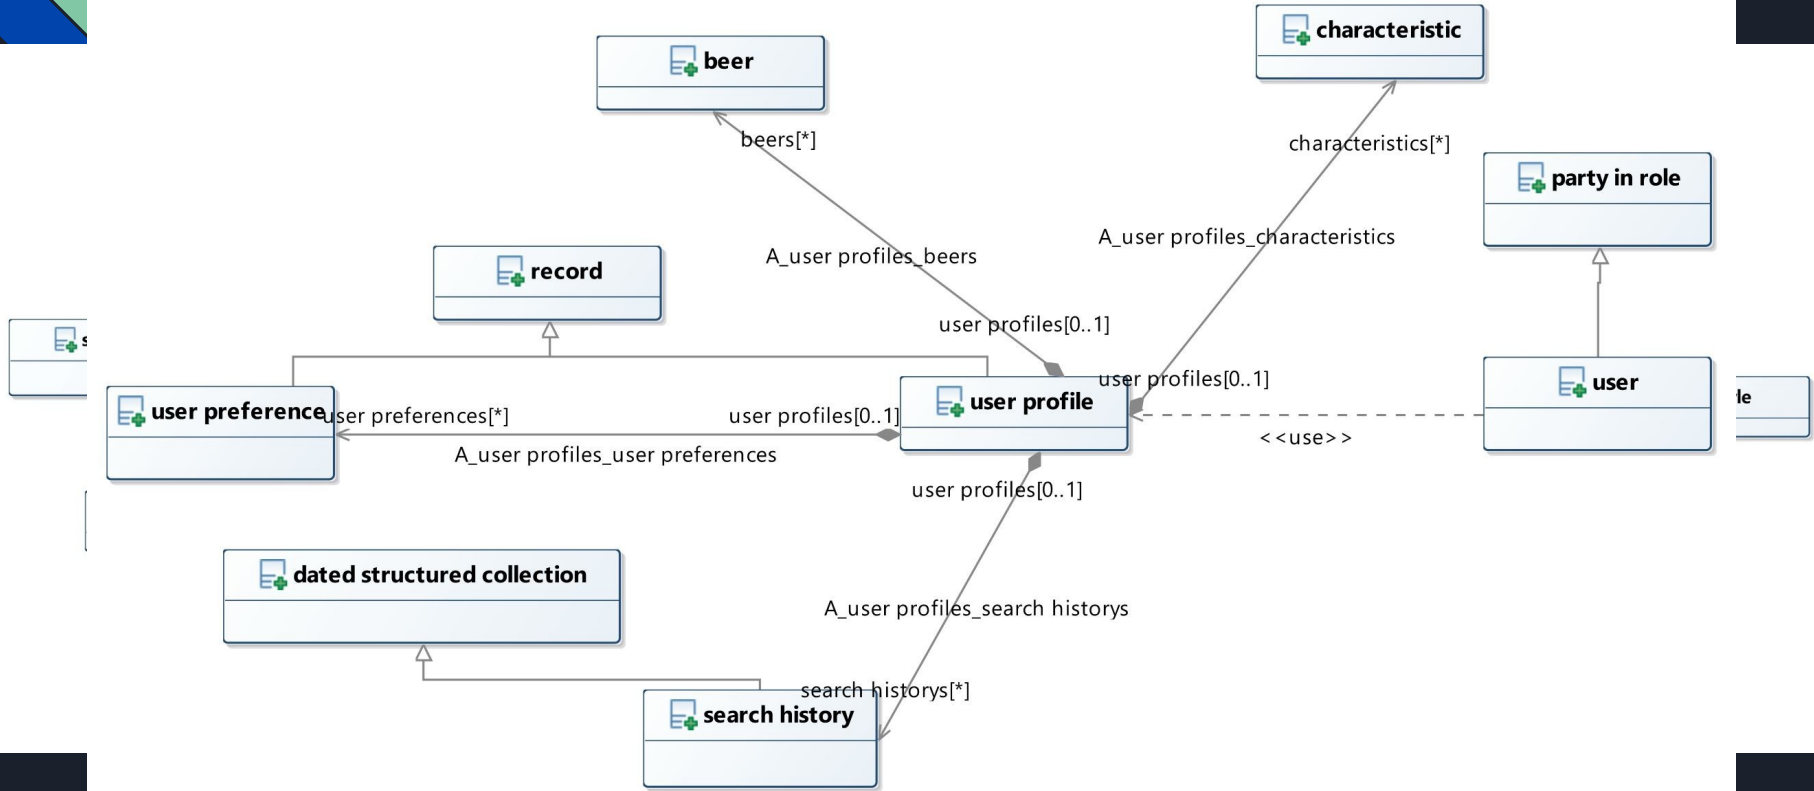 characteristic
beer
beers[*]
characteristics[*]
party in role
A_user profiles_characteristics
A_user profiles_beers
record
user profiles[0..1]
user profiles[0..1]
user
user profile
user preference
user preferences[*]
user profiles[0..1]
<<use>>
A_user profiles_user preferences
user profiles[0..1]
dated structured collection
A_user profiles_search historys
search historys[*]
search history